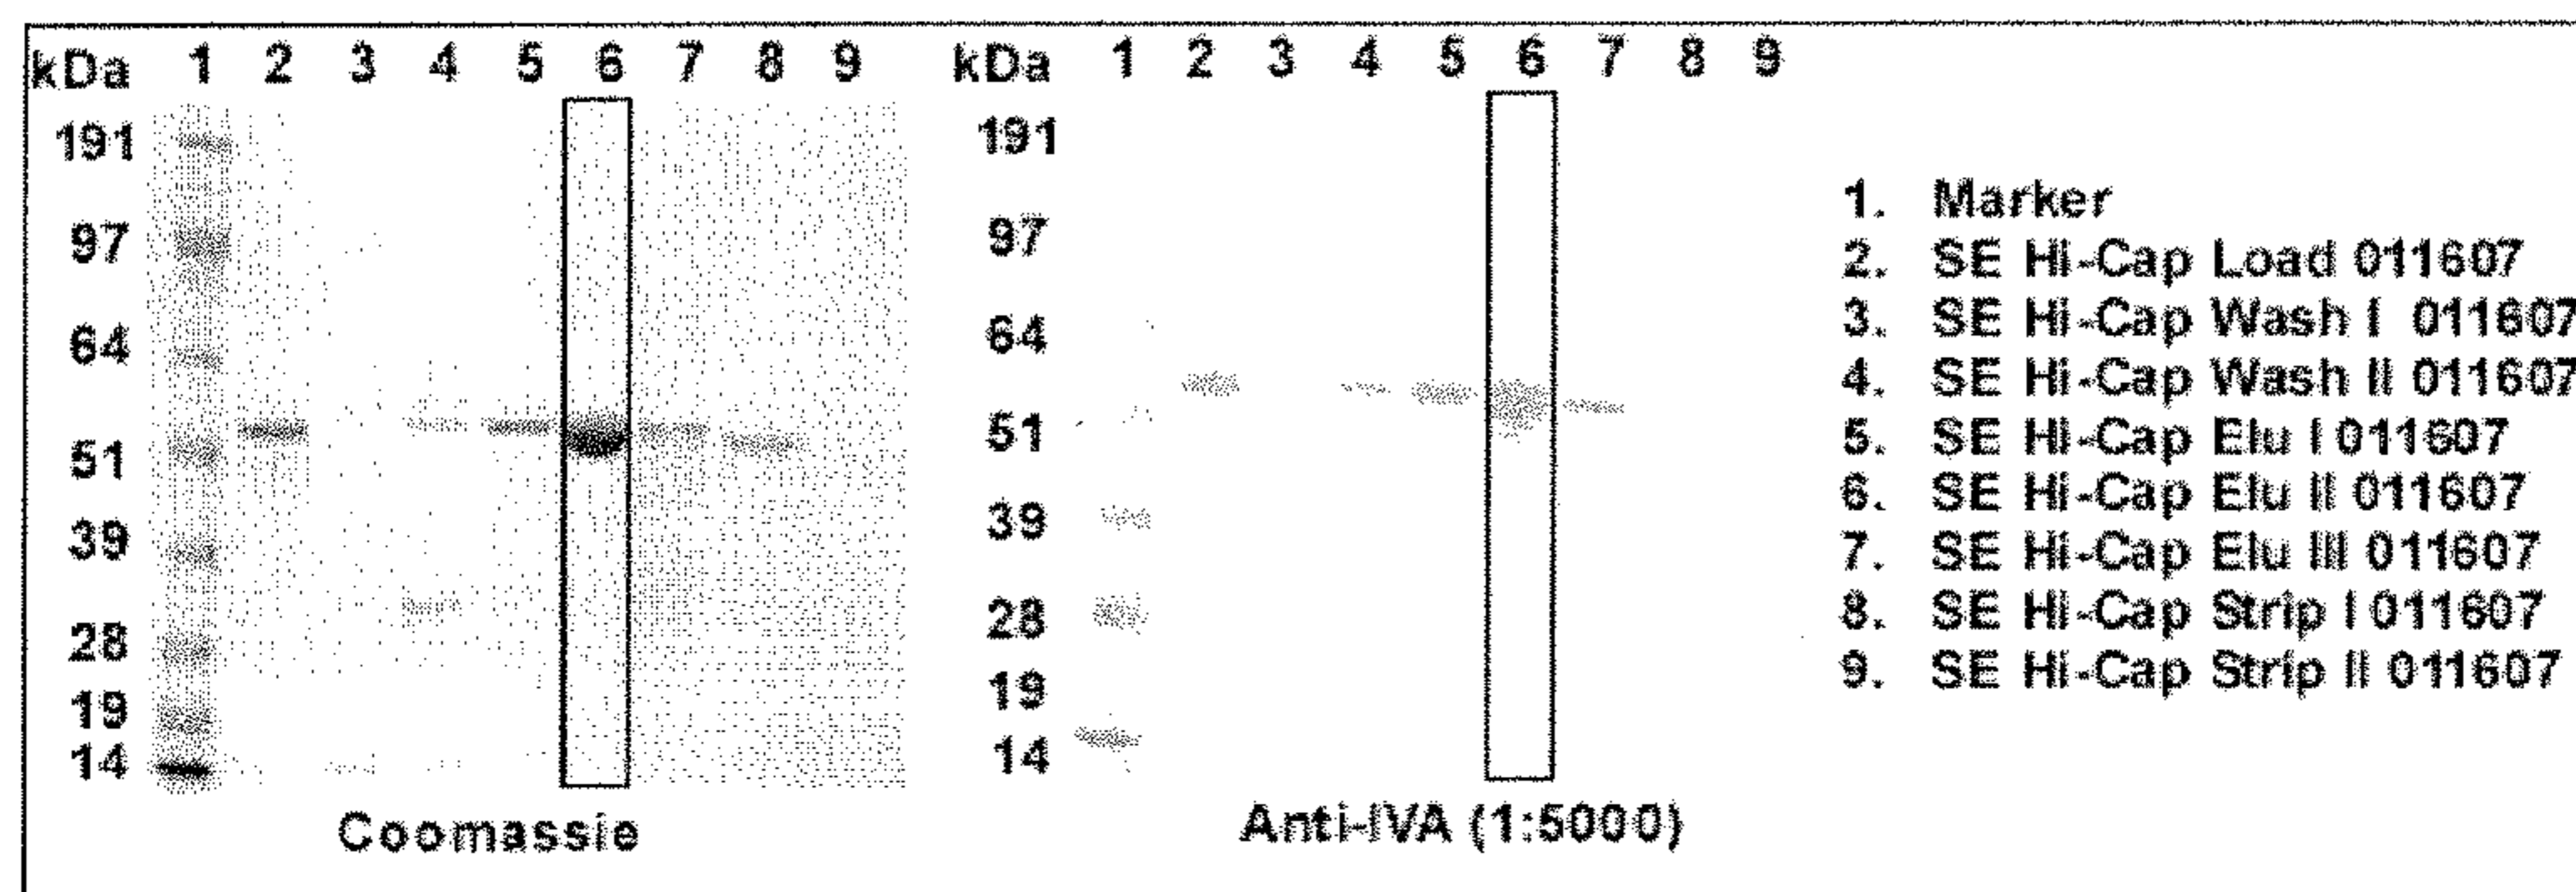 kDa 1 2 3 4 5 6 7 8 9
191
97
64
51
39
28
19
14
Coomassie
kDa 1 2 3 4 5 6 7 8 9
191
97
64
51
39
28
19
14
Anti-IVA (1:5000)
1. Marker
2. SE Hi-Cap Load 011607
3. SE Hi-Cap Wash I 011607
4. SE Hi-Cap Wash II 011607
5. SE Hi-Cap Elu I 011607
6. SE Hi-Cap Elu II 011607
7. SE Hi-Cap Elu III 011607
8. SE Hi-Cap Strip I 011607
9. SE Hi-Cap Strip II 011607